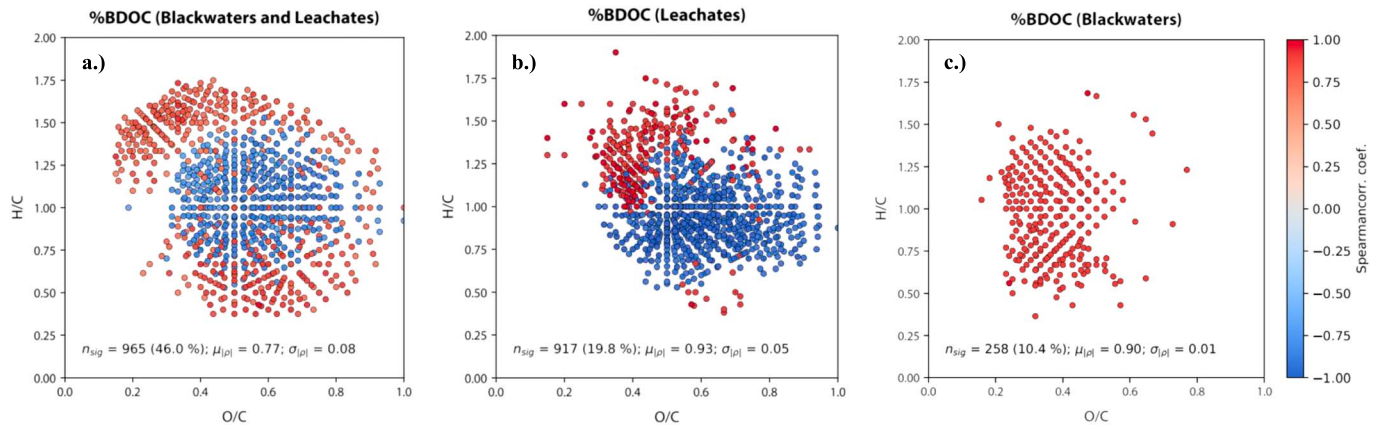 %BDOC (Blackwaters and Leachates)
a.)
2.00
1.75
1.50
1.25
1.00
0.75
0.50
0.25
0.00
H/C
n_sig = 965 (46.0 %); μ_|ρ| = 0.77; σ_|ρ| = 0.08
0.0 0.2 0.4 0.6 0.8 1.0
O/C
%BDOC (Leachates)
b.)
2.00
1.75
1.50
1.25
1.00
0.75
0.50
0.25
0.00
H/C
n_sig = 917 (19.8 %); μ_|ρ| = 0.93; σ_|ρ| = 0.05
0.0 0.2 0.4 0.6 0.8 1.0
O/C
%BDOC (Blackwaters)
c.)
2.00
1.75
1.50
1.25
1.00
0.75
0.50
0.25
0.00
H/C
n_sig = 258 (10.4 %); μ_|ρ| = 0.90; σ_|ρ| = 0.01
0.0 0.2 0.4 0.6 0.8 1.0
O/C
1.00
0.75
0.50
0.25
0.00
−0.25
−0.50
−0.75
−1.00
Spearmancorr. coef.